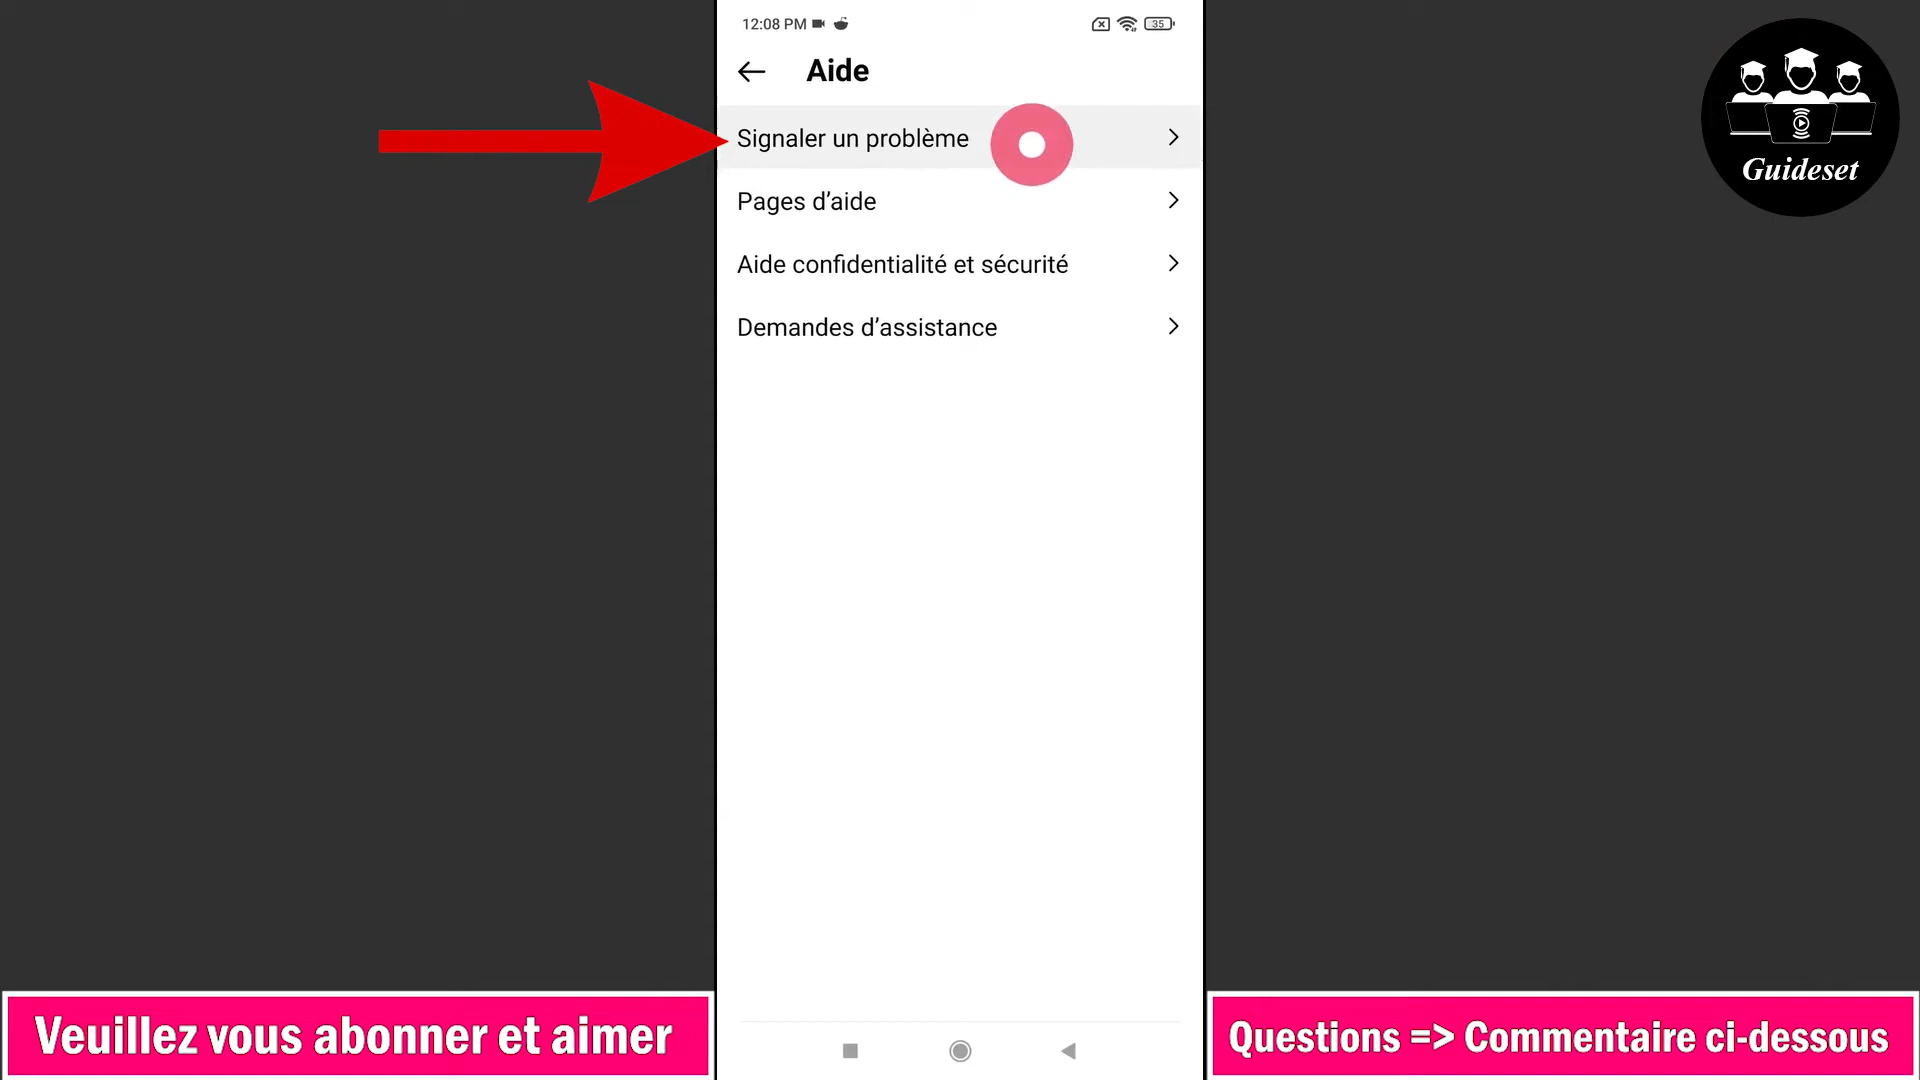 12:08 PM
35
Aide
Signaler un problème
Pages d’aide
Aide confidentialité et sécurité
Demandes d’assistance
Guideset
Veuillez vous abonner et aimer
Questions => Commentaire ci-dessous